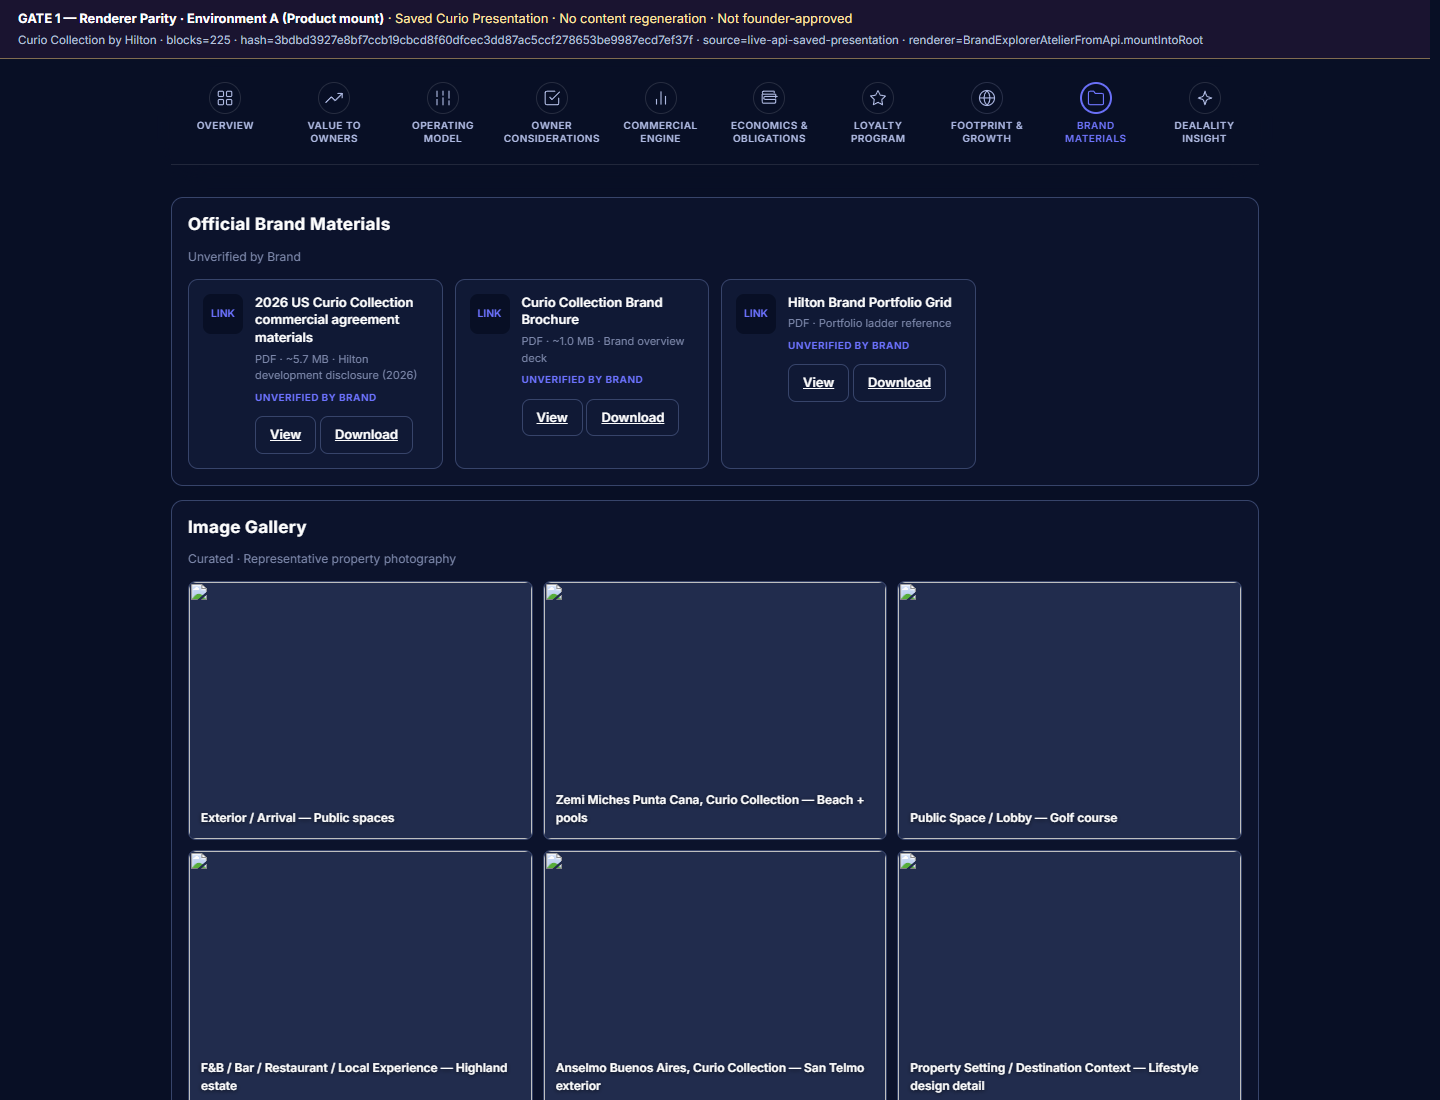 GATE 1 — Renderer Parity · Environment A (Product mount) · Saved Curio Presentation · No content regeneration · Not founder-approved
Curio Collection by Hilton · blocks=225 · hash=3bdbd3927e8bf7ccb19cbcd8f60dfcec3dd87ac5ccf278653be9987ecd7ef37f · source=live-api-saved-presentation · renderer=BrandExplorerAtelierFromApi.mountIntoRoot
OVERVIEW
VALUE TO
OWNERS
OPERATING
MODEL
OWNER
CONSIDERATIONS
COMMERCIAL
ENGINE
ECONOMICS &
OBLIGATIONS
LOYALTY
PROGRAM
FOOTPRINT &
GROWTH
BRAND
MATERIALS
DEALALITY
INSIGHT
Official Brand Materials
Unverified by Brand
LINK
2026 US Curio Collection
commercial agreement
materials
PDF · ~5.7 MB · Hilton
development disclosure (2026)
UNVERIFIED BY BRAND
View
Download
LINK
Curio Collection Brand
Brochure
PDF · ~1.0 MB · Brand overview
deck
UNVERIFIED BY BRAND
View
Download
LINK
Hilton Brand Portfolio Grid
PDF · Portfolio ladder reference
UNVERIFIED BY BRAND
View
Download
Image Gallery
Curated · Representative property photography
Exterior / Arrival — Public spaces
Zemi Miches Punta Cana, Curio Collection — Beach +
pools
Public Space / Lobby — Golf course
F&B / Bar / Restaurant / Local Experience — Highland
estate
Anselmo Buenos Aires, Curio Collection — San Telmo
exterior
Property Setting / Destination Context — Lifestyle
design detail